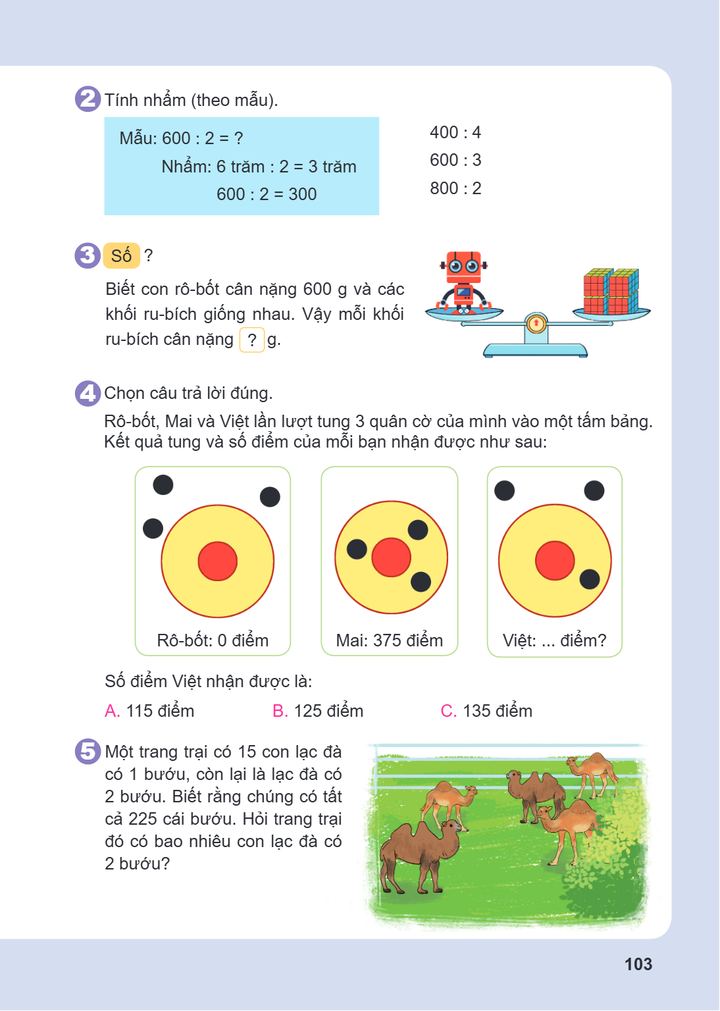 2 Tính nhẩm (theo mẫu).
Mẫu: 600 : 2 = ?
Nhẩm: 6 trăm : 2 = 3 trăm
600 : 2 = 300
400 : 4
600 : 3
800 : 2
3 Số ?
Biết con rô-bốt cân nặng 600 g và các
khối ru-bích giống nhau. Vậy mỗi khối
ru-bích cân nặng ? g.
4 Chọn câu trả lời đúng.
Rô-bốt, Mai và Việt lần lượt tung 3 quân cờ của mình vào một tấm bảng.
Kết quả tung và số điểm của mỗi bạn nhận được như sau:
Rô-bốt: 0 điểm
Mai: 375 điểm
Việt: ... điểm?
Số điểm Việt nhận được là:
A. 115 điểm B. 125 điểm C. 135 điểm
5 Một trang trại có 15 con lạc đà
có 1 bướu, còn lại là lạc đà có
2 bướu. Biết rằng chúng có tất
cả 225 cái bướu. Hỏi trang trại
đó có bao nhiêu con lạc đà có
2 bướu?
103